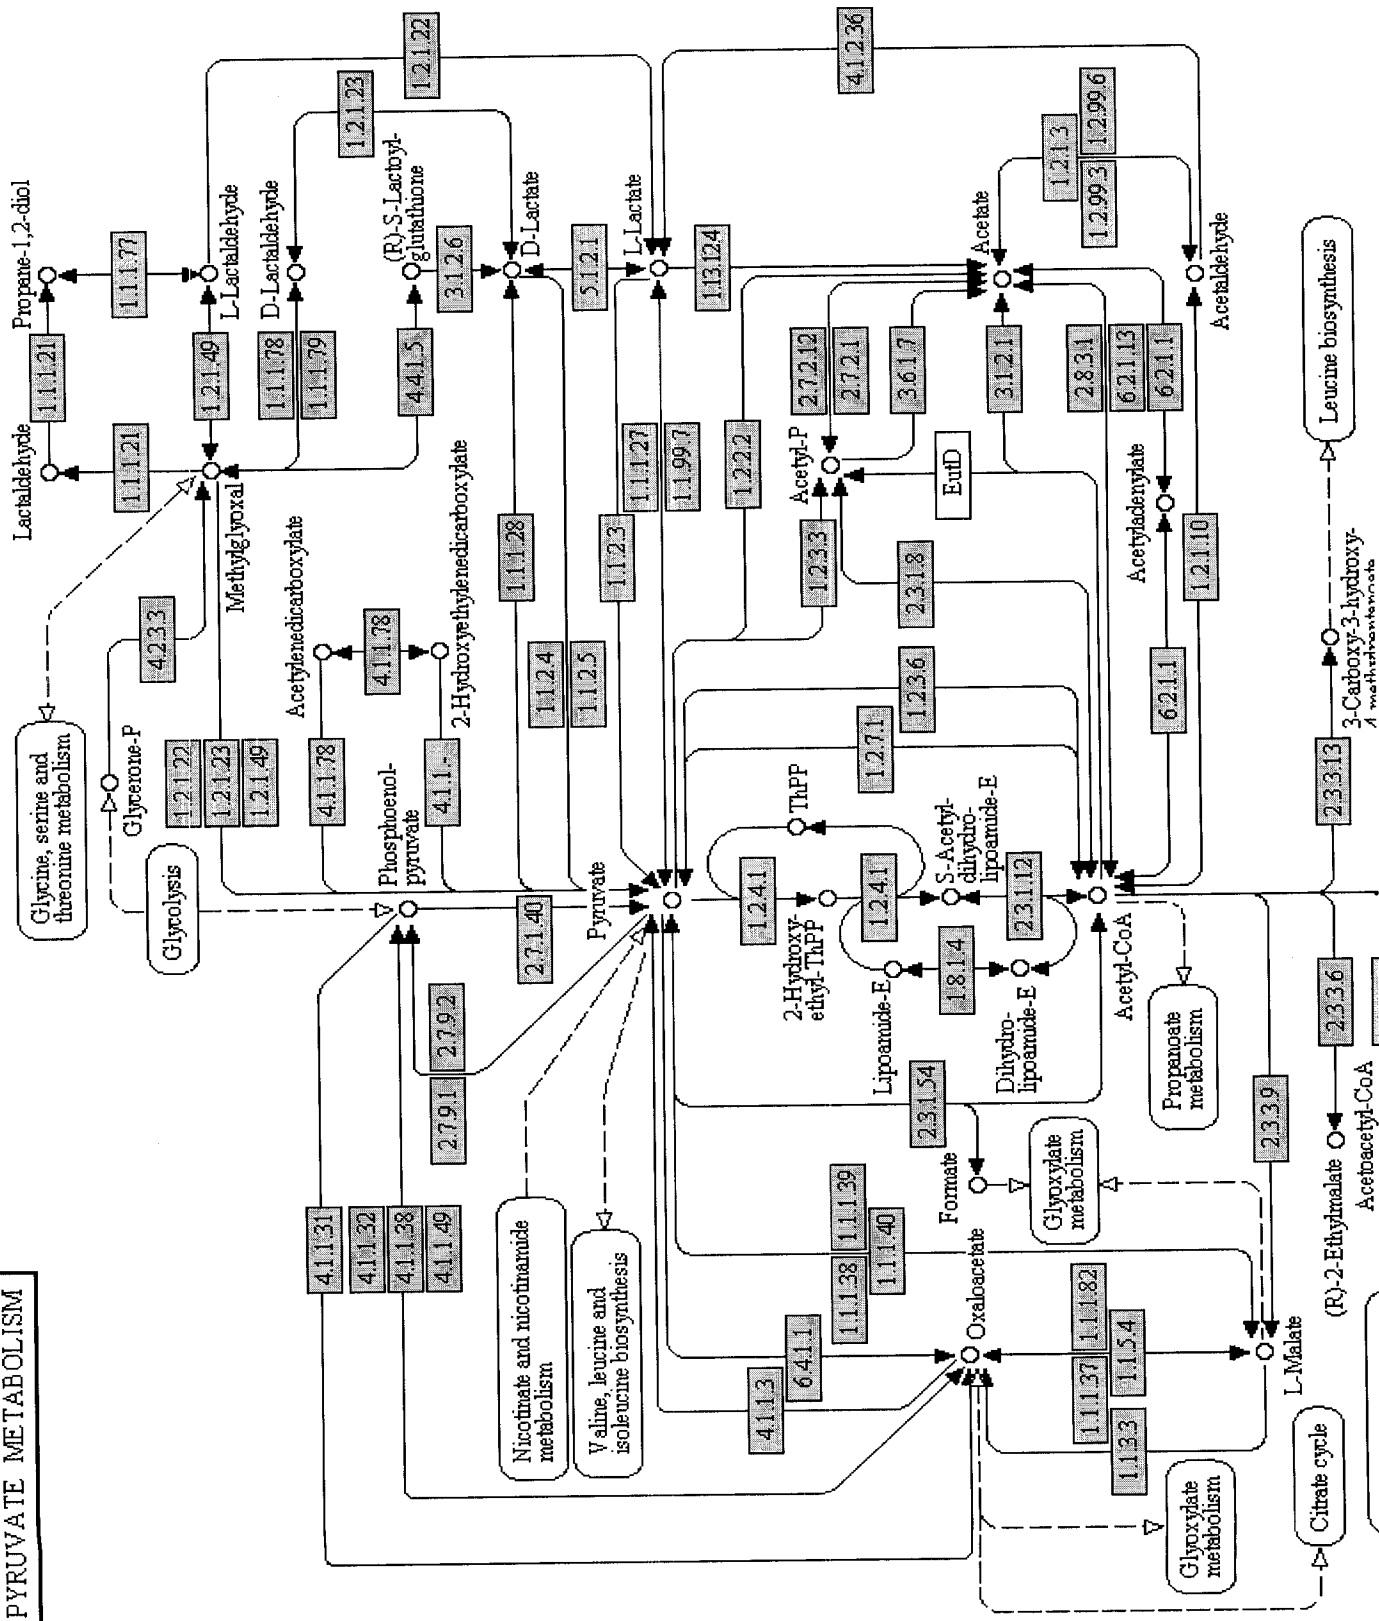 PYRUVATE METABOLISM
Glycine, serine and
threonine metabolism
Glycolysis
Glycerone-P
4.2.3.3
Methylglyoxal
Lactaldehyde
1.1.1.21
1.1.1.21
Propane-1,2-diol
1.1.1.77
L-Lactaldehyde
1.2.1.49
1.2.1.22
D-Lactaldehyde
1.1.1.78
1.1.1.79
1.2.1.23
(R)-S-Lactoyl-
glutathione
4.4.1.5
3.1.2.6
D-Lactate
5.1.2.1
L-Lactate
4.1.2.36
1.2.1.22
1.2.1.23
1.2.1.49
Acetylenedicarboxylate
4.1.1.78
4.1.1.78
2-Hydroxyethylenedicarboxylate
4.1.1.-
Phosphoenol-
pyruvate
1.1.1.28
1.1.2.4
1.1.2.5
1.1.2.3
1.1.1.27
1.1.99.7
1.13.12.4
4.1.1.31
4.1.1.32
4.1.1.38
4.1.1.49
2.7.9.1
2.7.9.2
2.7.1.40
Pyruvate
Nicotinate and nicotinamide
metabolism
Valine, leucine and
isoleucine biosynthesis
1.2.2.2
1.2.3.3
Acetyl-P
2.7.2.12
2.7.2.1
3.6.1.7
Acetate
1.2.1.3
1.2.99.3
1.2.99.6
3.1.2.1
EutD
2.3.1.8
1.2.3.6
1.2.7.1
ThPP
1.2.4.1
2-Hydroxy-
ethyl-ThPP
1.2.4.1
S-Acetyl-
dihydro-
lipoamide-E
Lipoamide-E
1.8.1.4
2.3.1.12
Dihydro-
lipoamide-E
4.1.1.3
6.4.1.1
1.1.1.38
1.1.1.39
1.1.1.40
2.3.1.54
Formate
Glyoxylate
metabolism
Oxaloacetate
1.1.1.37
1.1.1.82
1.1.5.4
1.1.3.3
L-Malate
Glyoxylate
metabolism
Citrate cycle
Acetyl-CoA
Propanoate
metabolism
2.3.3.9
2.8.3.1
6.2.1.13
6.2.1.1
Acetyladenylate
6.2.1.1
1.2.1.10
Acetaldehyde
2.3.3.13
3-Carboxy-3-hydroxy-
Leucine biosynthesis
2.3.3.6
(R)-2-Ethylmalate
Acetoacetyl-CoA